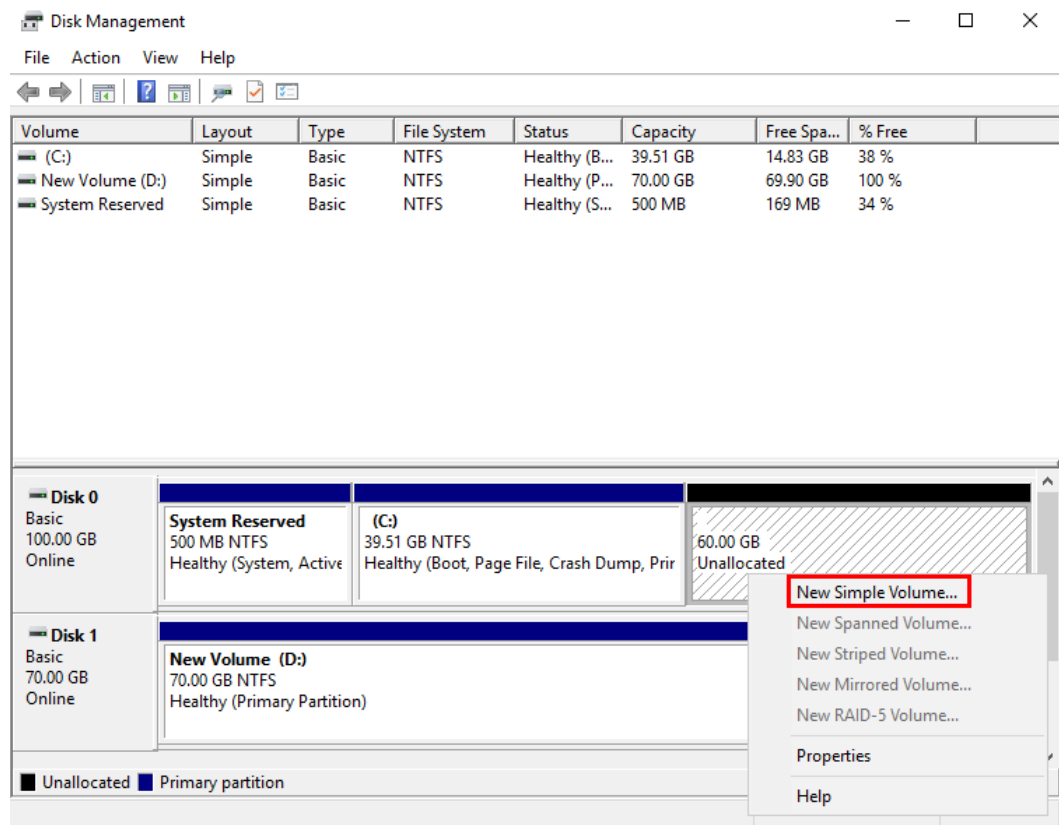 Disk Management
File Action View Help
Volume Layout Type File System Status Capacity Free Spa... % Free
(C:) Simple Basic NTFS Healthy (B... 39.51 GB 14.83 GB 38 %
New Volume (D:) Simple Basic NTFS Healthy (P... 70.00 GB 69.90 GB 100 %
System Reserved Simple Basic NTFS Healthy (S... 500 MB 169 MB 34 %
Disk 0
Basic
100.00 GB
Online
System Reserved
500 MB NTFS
Healthy (System, Active
(C:)
39.51 GB NTFS
Healthy (Boot, Page File, Crash Dump, Prir
60.00 GB
Unallocated
New Simple Volume...
New Spanned Volume...
New Striped Volume...
New Mirrored Volume...
New RAID-5 Volume...
Properties
Help
Disk 1
Basic
70.00 GB
Online
New Volume (D:)
70.00 GB NTFS
Healthy (Primary Partition)
Unallocated Primary partition